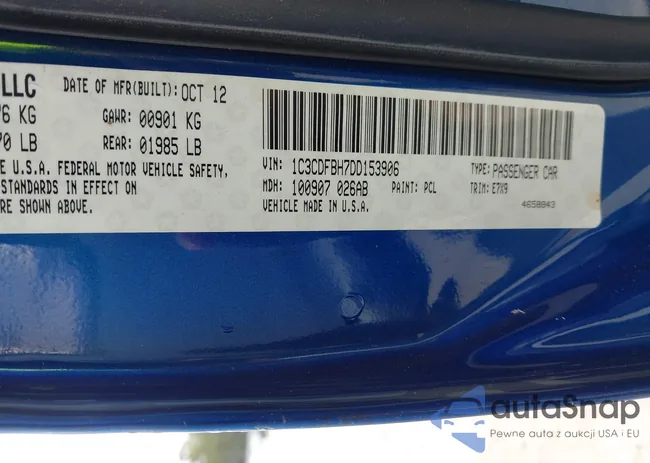 LLC DATE OF MFR(BUILT): OCT 12
76 KG GAWR: 00901 KG
70 LB REAR: 01985 LB
E U.S.A. FEDERAL MOTOR VEHICLE SAFETY,
STANDARDS IN EFFECT ON
RE SHOWN ABOVE.
VIN: 1C3CDFBH7DD153906 TYPE: PASSENGER CAR
MDH: 100907 026AB PAINT: PCL TRIM: E7X9
VEHICLE MADE IN U.S.A. 4658843
autoSnap
Pewne auta z aukcji USA i EU